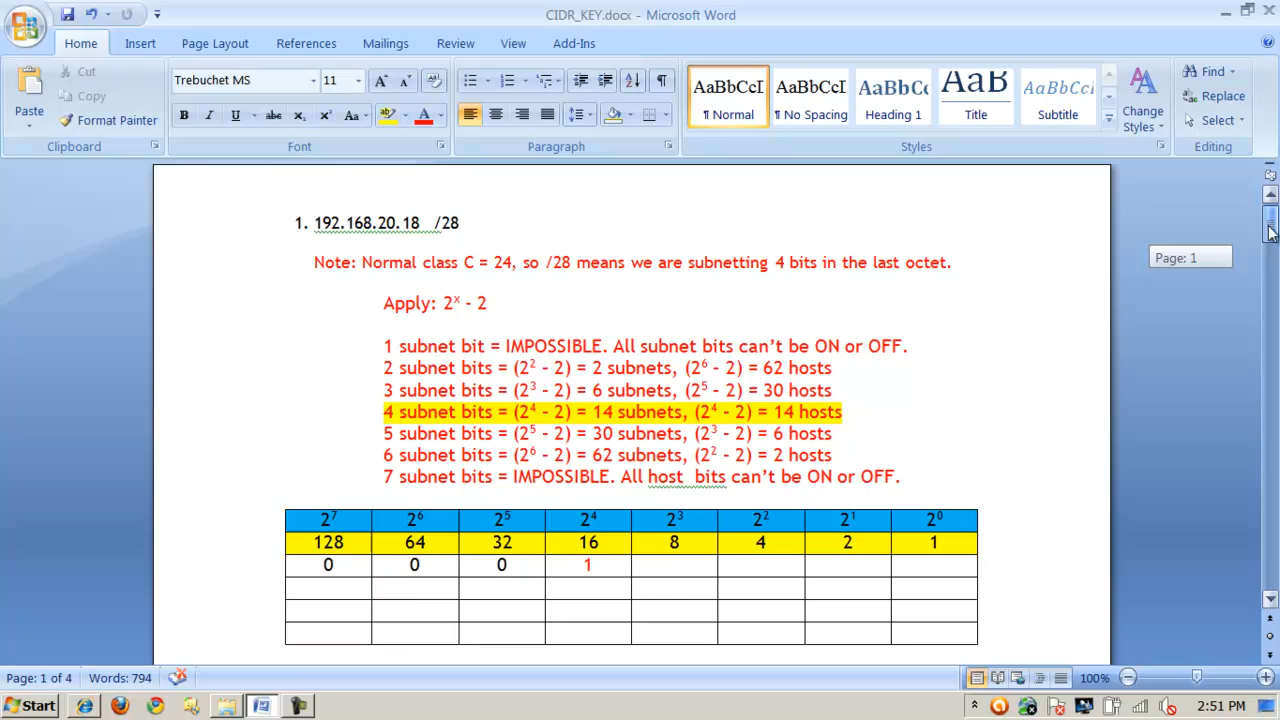 CIDR_KEY.docx - Microsoft Word
Home Insert Page Layout References Mailings Review View Add-Ins
Paste
Cut
Copy
Format Painter
Clipboard
Trebuchet MS 11
Font
Paragraph
AaBbCcI AaBbCcI AaBbCc AaB AaBbCcI
¶ Normal ¶ No Spacing Heading 1 Title Subtitle
Change Styles
Styles
Find
Replace
Select
Editing
1. 192.168.20.18 /28
Note: Normal class C = 24, so /28 means we are subnetting 4 bits in the last octet.
Apply: 2ˣ - 2
1 subnet bit = IMPOSSIBLE. All subnet bits can't be ON or OFF.
2 subnet bits = (2² - 2) = 2 subnets, (2⁶ - 2) = 62 hosts
3 subnet bits = (2³ - 2) = 6 subnets, (2⁵ - 2) = 30 hosts
4 subnet bits = (2⁴ - 2) = 14 subnets, (2⁴ - 2) = 14 hosts
5 subnet bits = (2⁵ - 2) = 30 subnets, (2³ - 2) = 6 hosts
6 subnet bits = (2⁶ - 2) = 62 subnets, (2² - 2) = 2 hosts
7 subnet bits = IMPOSSIBLE. All host bits can't be ON or OFF.
2⁷ 2⁶ 2⁵ 2⁴ 2³ 2² 2¹ 2⁰
128 64 32 16 8 4 2 1
0 0 0 1
Page: 1
Page: 1 of 4 Words: 794
100%
Start
2:51 PM